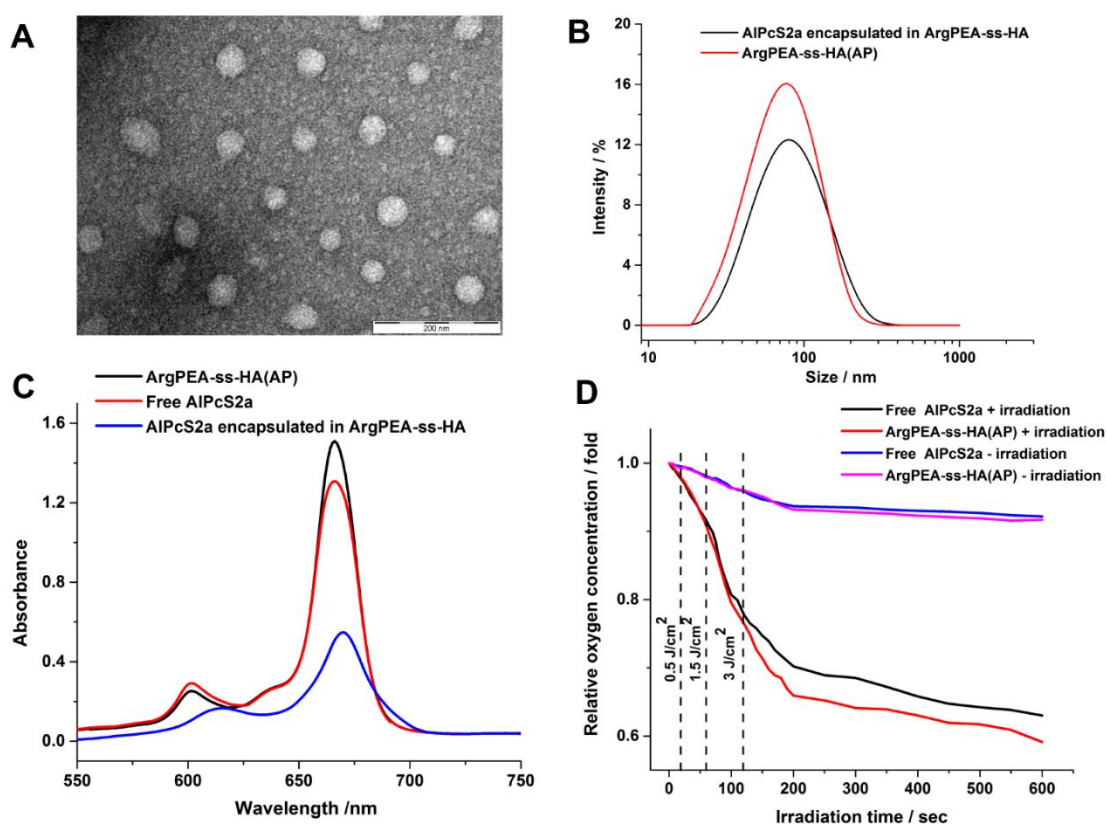 A
200 nm
B
AlPcS2a encapsulated in ArgPEA-ss-HA
ArgPEA-ss-HA(AP)
20
16
12
8
4
0
Intensity / %
10
100
1000
Size / nm
C
ArgPEA-ss-HA(AP)
Free AlPcS2a
AlPcS2a encapsulated in ArgPEA-ss-HA
1.6
1.2
0.8
0.4
0.0
Absorbance
550
600
650
700
750
Wavelength /nm
D
Free AlPcS2a + irradiation
ArgPEA-ss-HA(AP) + irradiation
Free AlPcS2a - irradiation
ArgPEA-ss-HA(AP) - irradiation
1.0
0.8
0.6
Relative oxygen concentration / fold
0.5 J/cm²
1.5 J/cm²
3 J/cm²
0
100
200
300
400
500
600
Irradiation time / sec